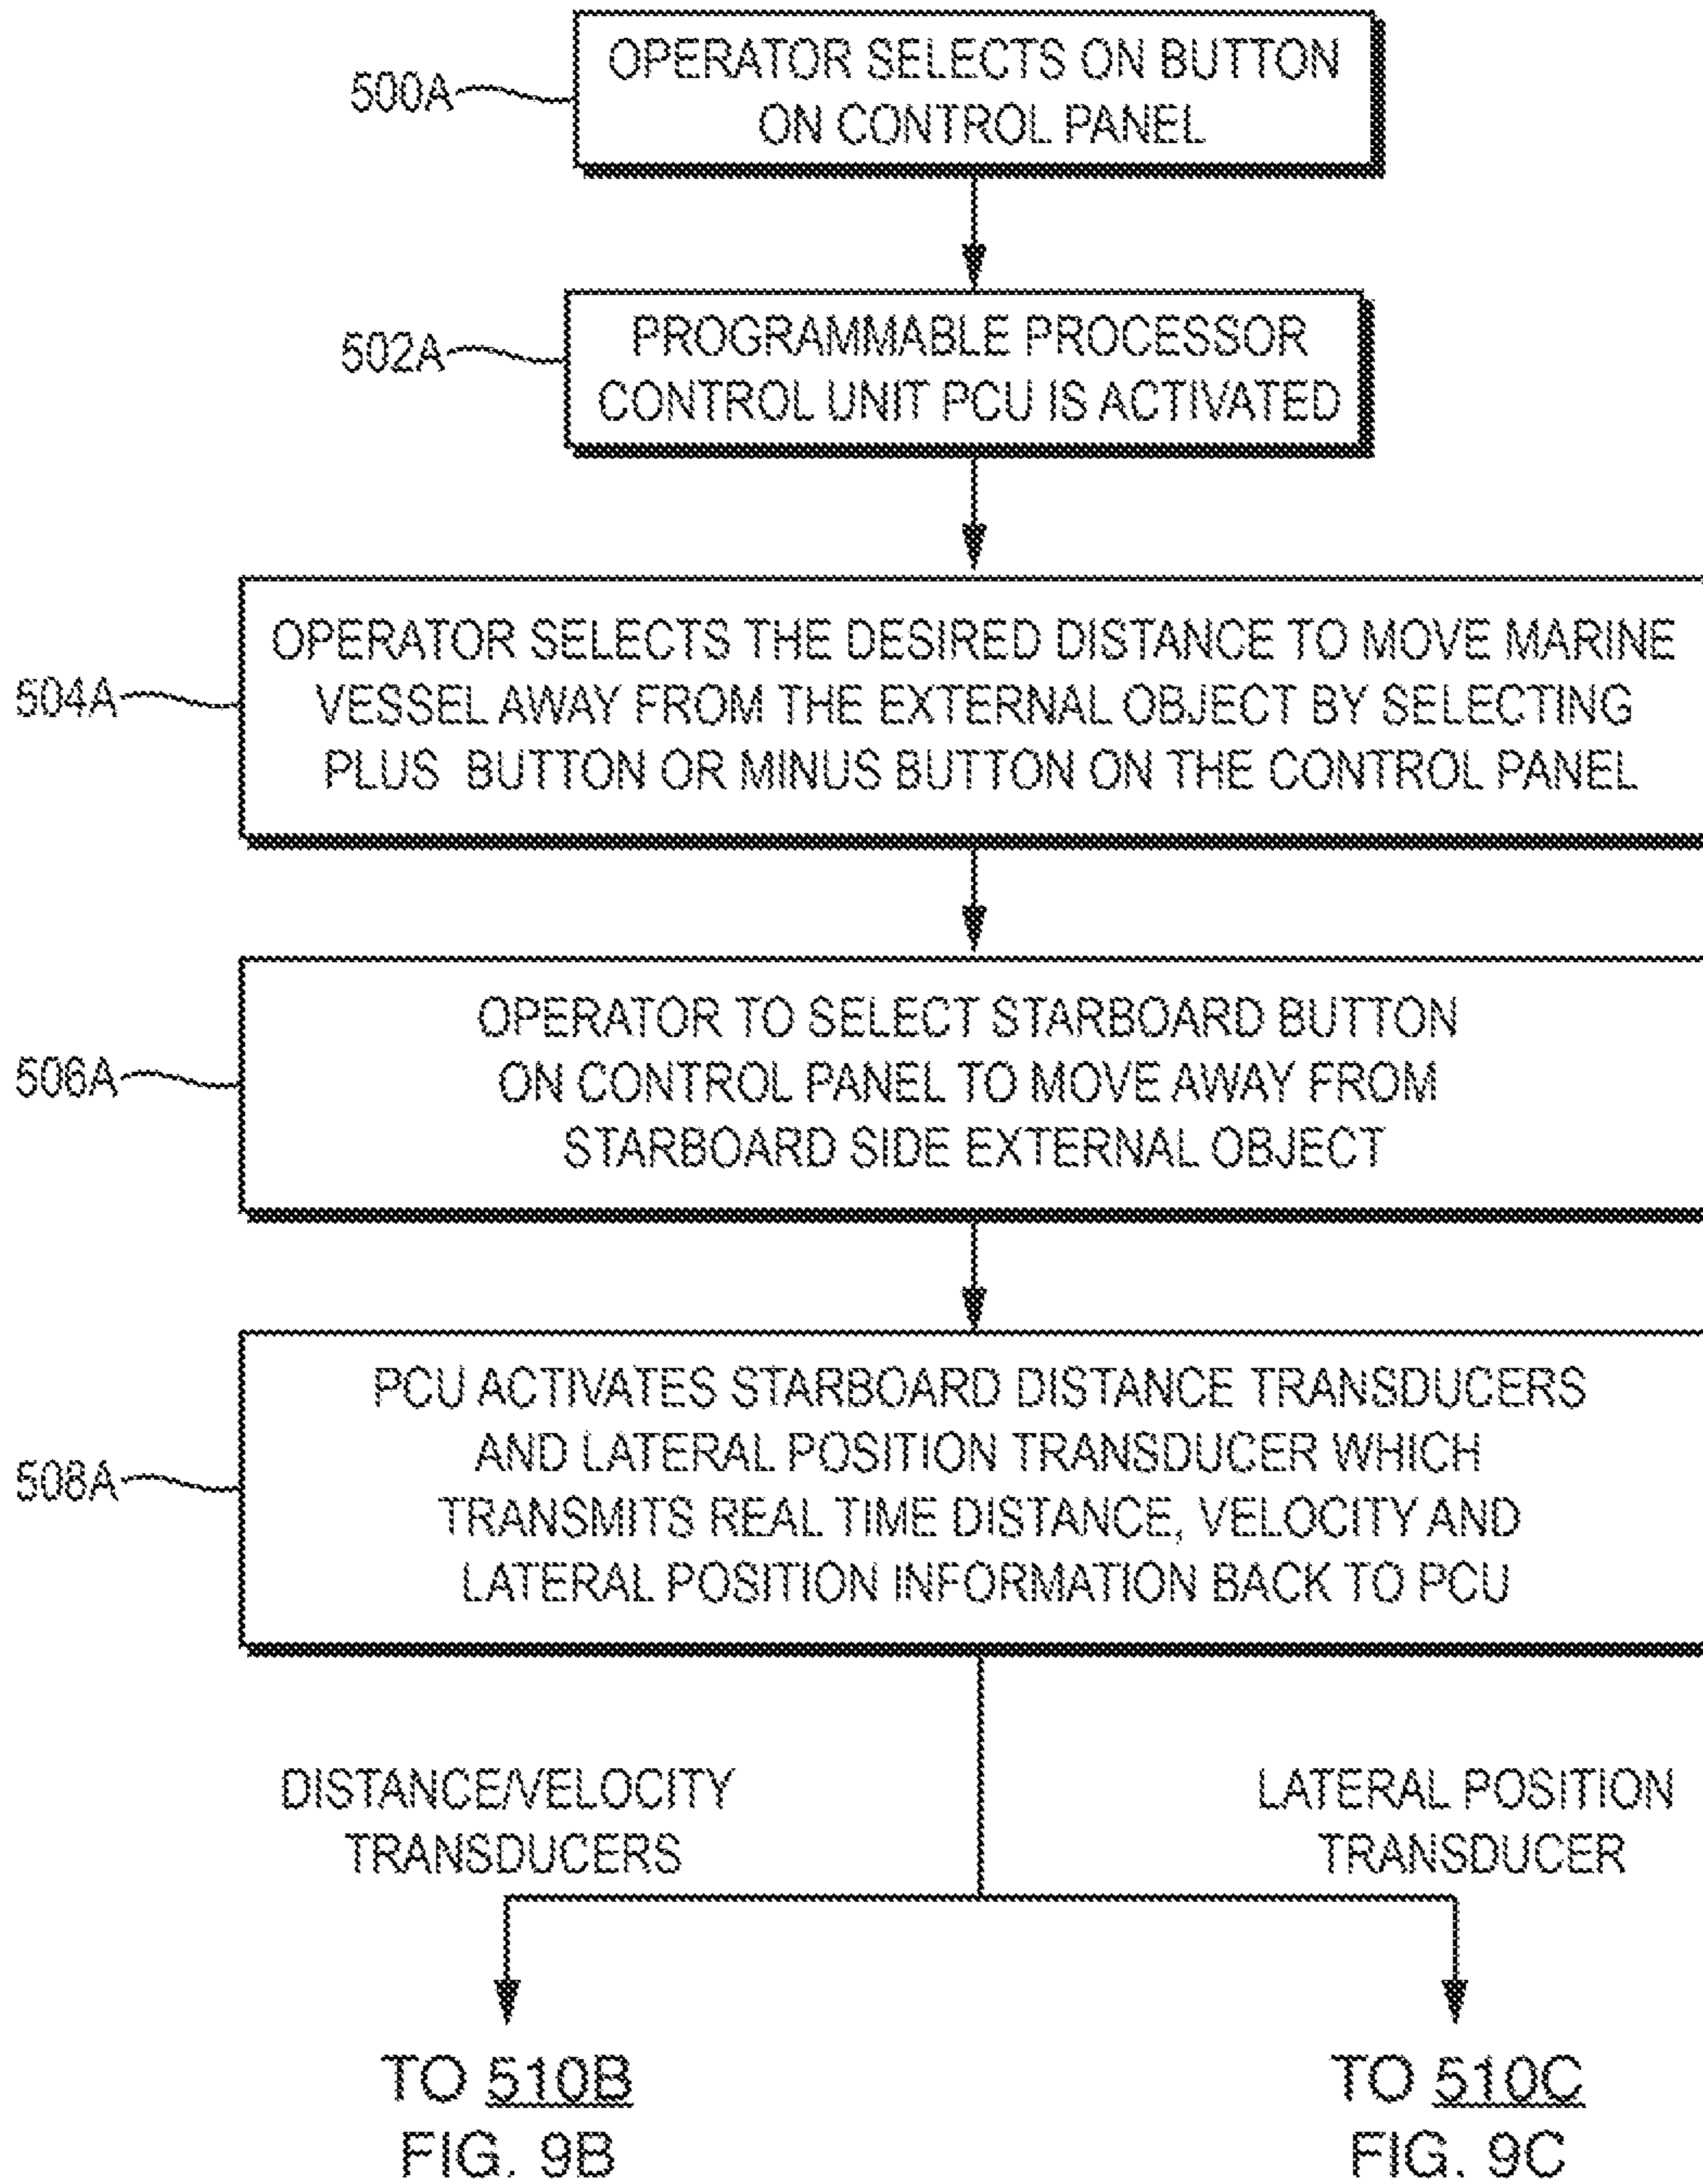 500A
OPERATOR SELECTS ON BUTTON
ON CONTROL PANEL
502A
PROGRAMMABLE PROCESSOR
CONTROL UNIT PCU IS ACTIVATED
504A
OPERATOR SELECTS THE DESIRED DISTANCE TO MOVE MARINE
VESSEL AWAY FROM THE EXTERNAL OBJECT BY SELECTING
PLUS BUTTON OR MINUS BUTTON ON THE CONTROL PANEL
506A
OPERATOR TO SELECT STARBOARD BUTTON
ON CONTROL PANEL TO MOVE AWAY FROM
STARBOARD SIDE EXTERNAL OBJECT
508A
PCU ACTIVATES STARBOARD DISTANCE TRANSDUCERS
AND LATERAL POSITION TRANSDUCER WHICH
TRANSMITS REAL TIME DISTANCE, VELOCITY AND
LATERAL POSITION INFORMATION BACK TO PCU
DISTANCE/VELOCITY
TRANSDUCERS
LATERAL POSITION
TRANSDUCER
TO 510B
FIG. 9B
TO 510C
FIG. 9C